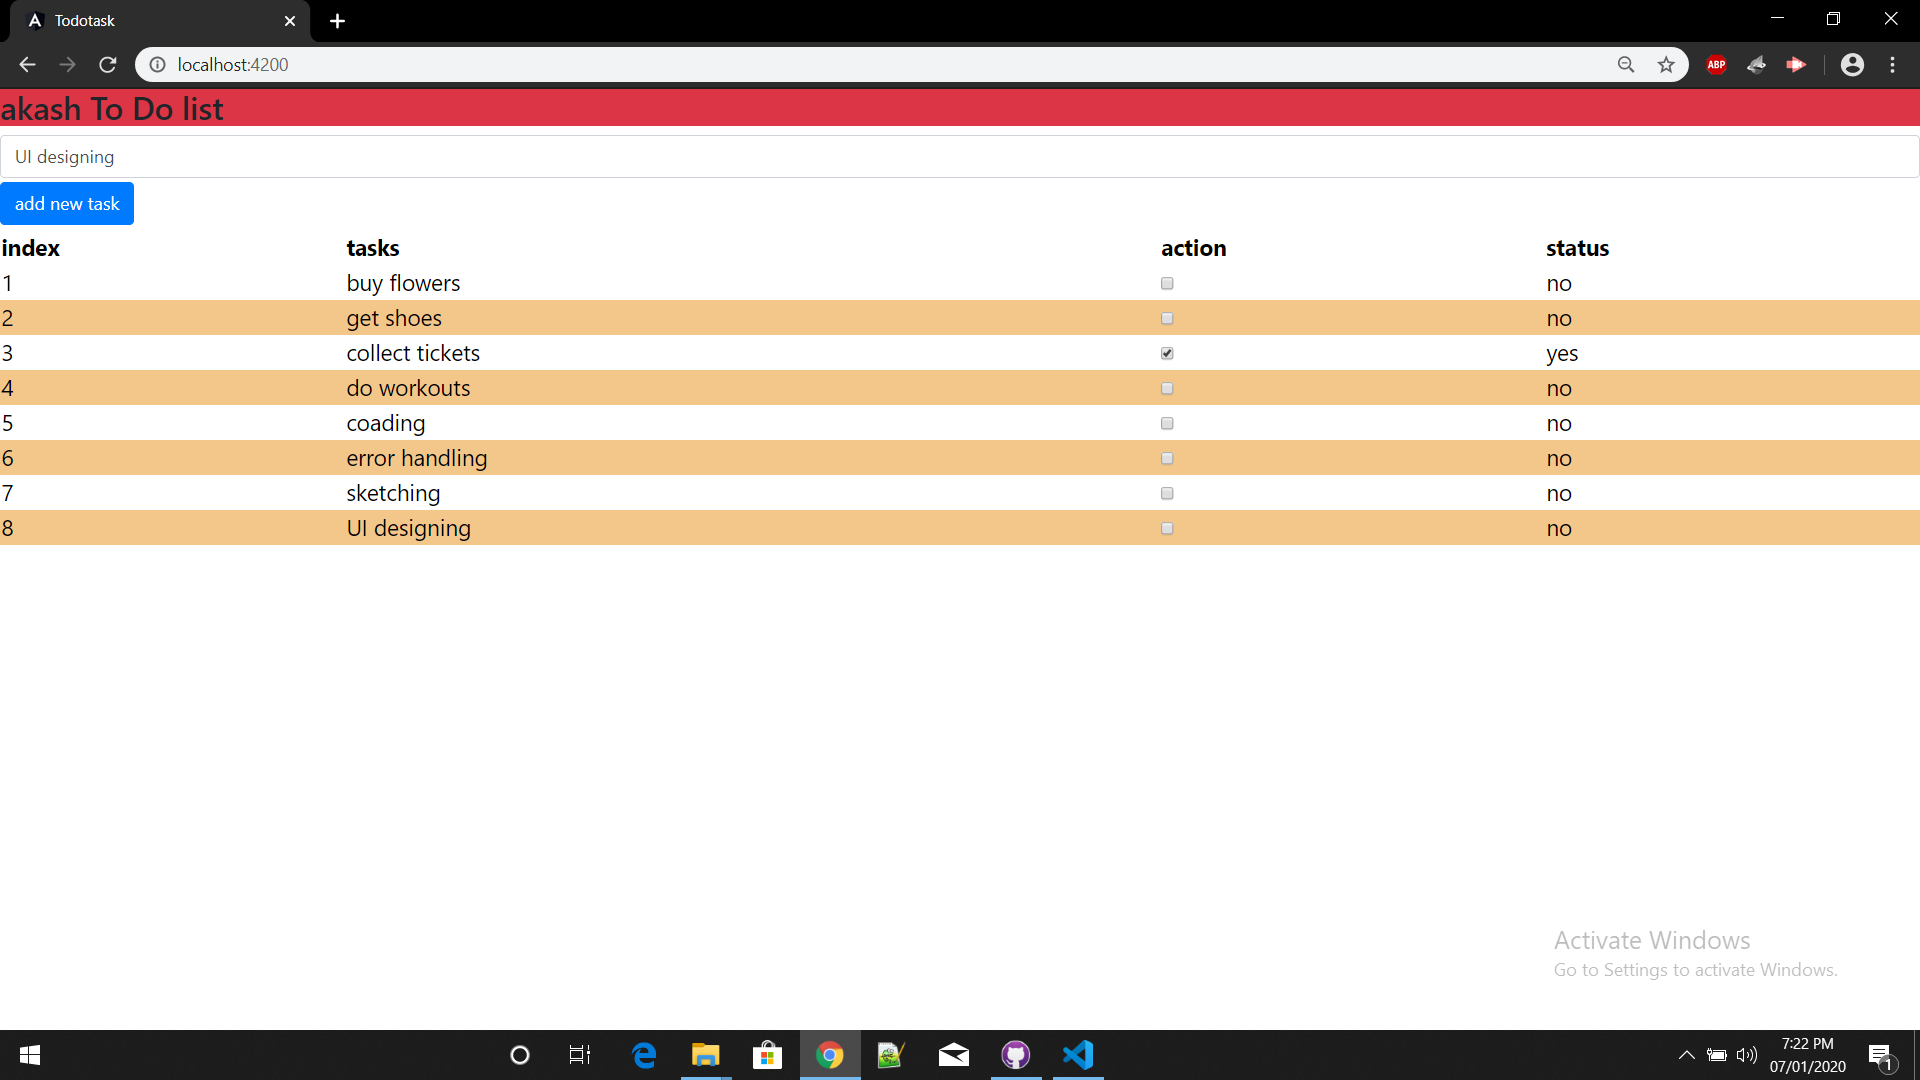 Todotask
localhost:4200
ABP
akash To Do list
UI designing
add new task
index tasks action status
1 buy flowers no
2 get shoes no
3 collect tickets yes
4 do workouts no
5 coading no
6 error handling no
7 sketching no
8 UI designing no
Activate Windows
Go to Settings to activate Windows.
7:22 PM
07/01/2020
1